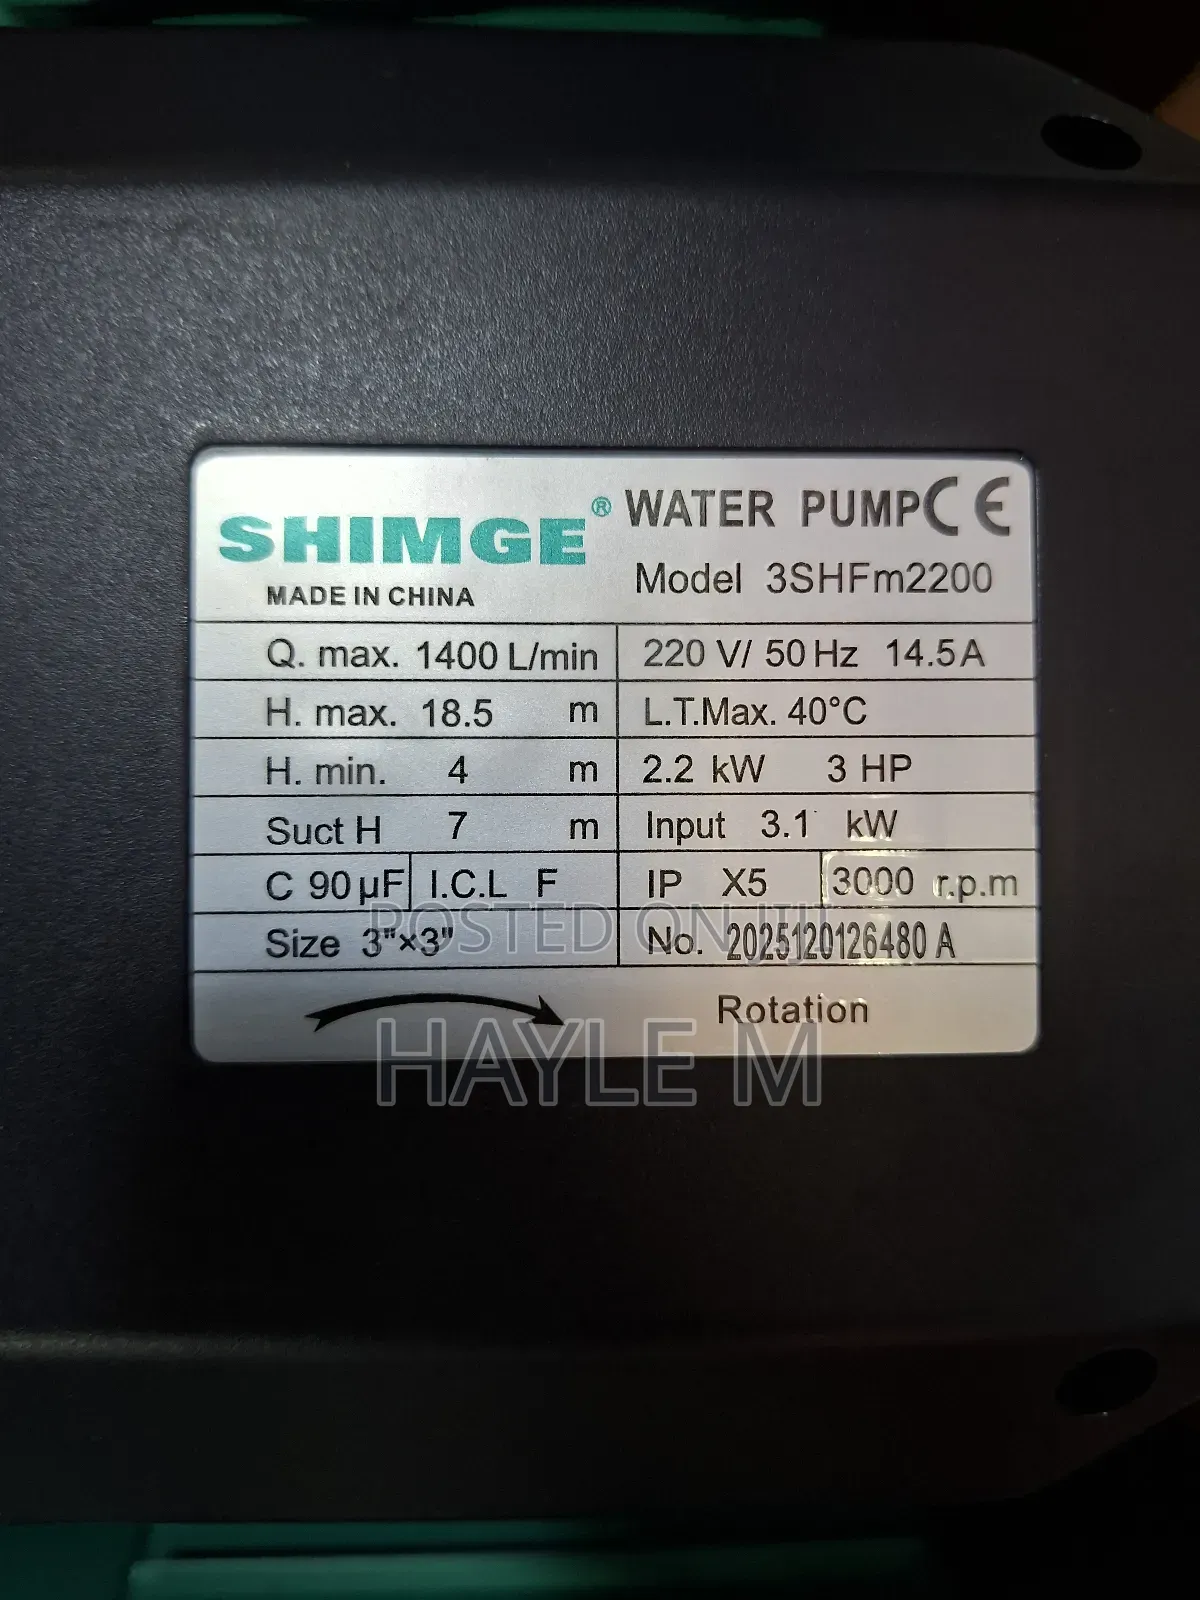 SHIMGE® WATER PUMP CE
MADE IN CHINA Model 3SHFm2200
Q. max. 1400 L/min 220 V/ 50 Hz 14.5A
H. max. 18.5 m L.T.Max. 40°C
H. min. 4 m 2.2 kW 3 HP
Suct H 7 m Input 3.1 kW
C 90 µF I.C.L F IP X5 3000 r.p.m
Size 3"×3" No. 2025120126480 A
Rotation
POSTED ON JIJI
HAYLE M